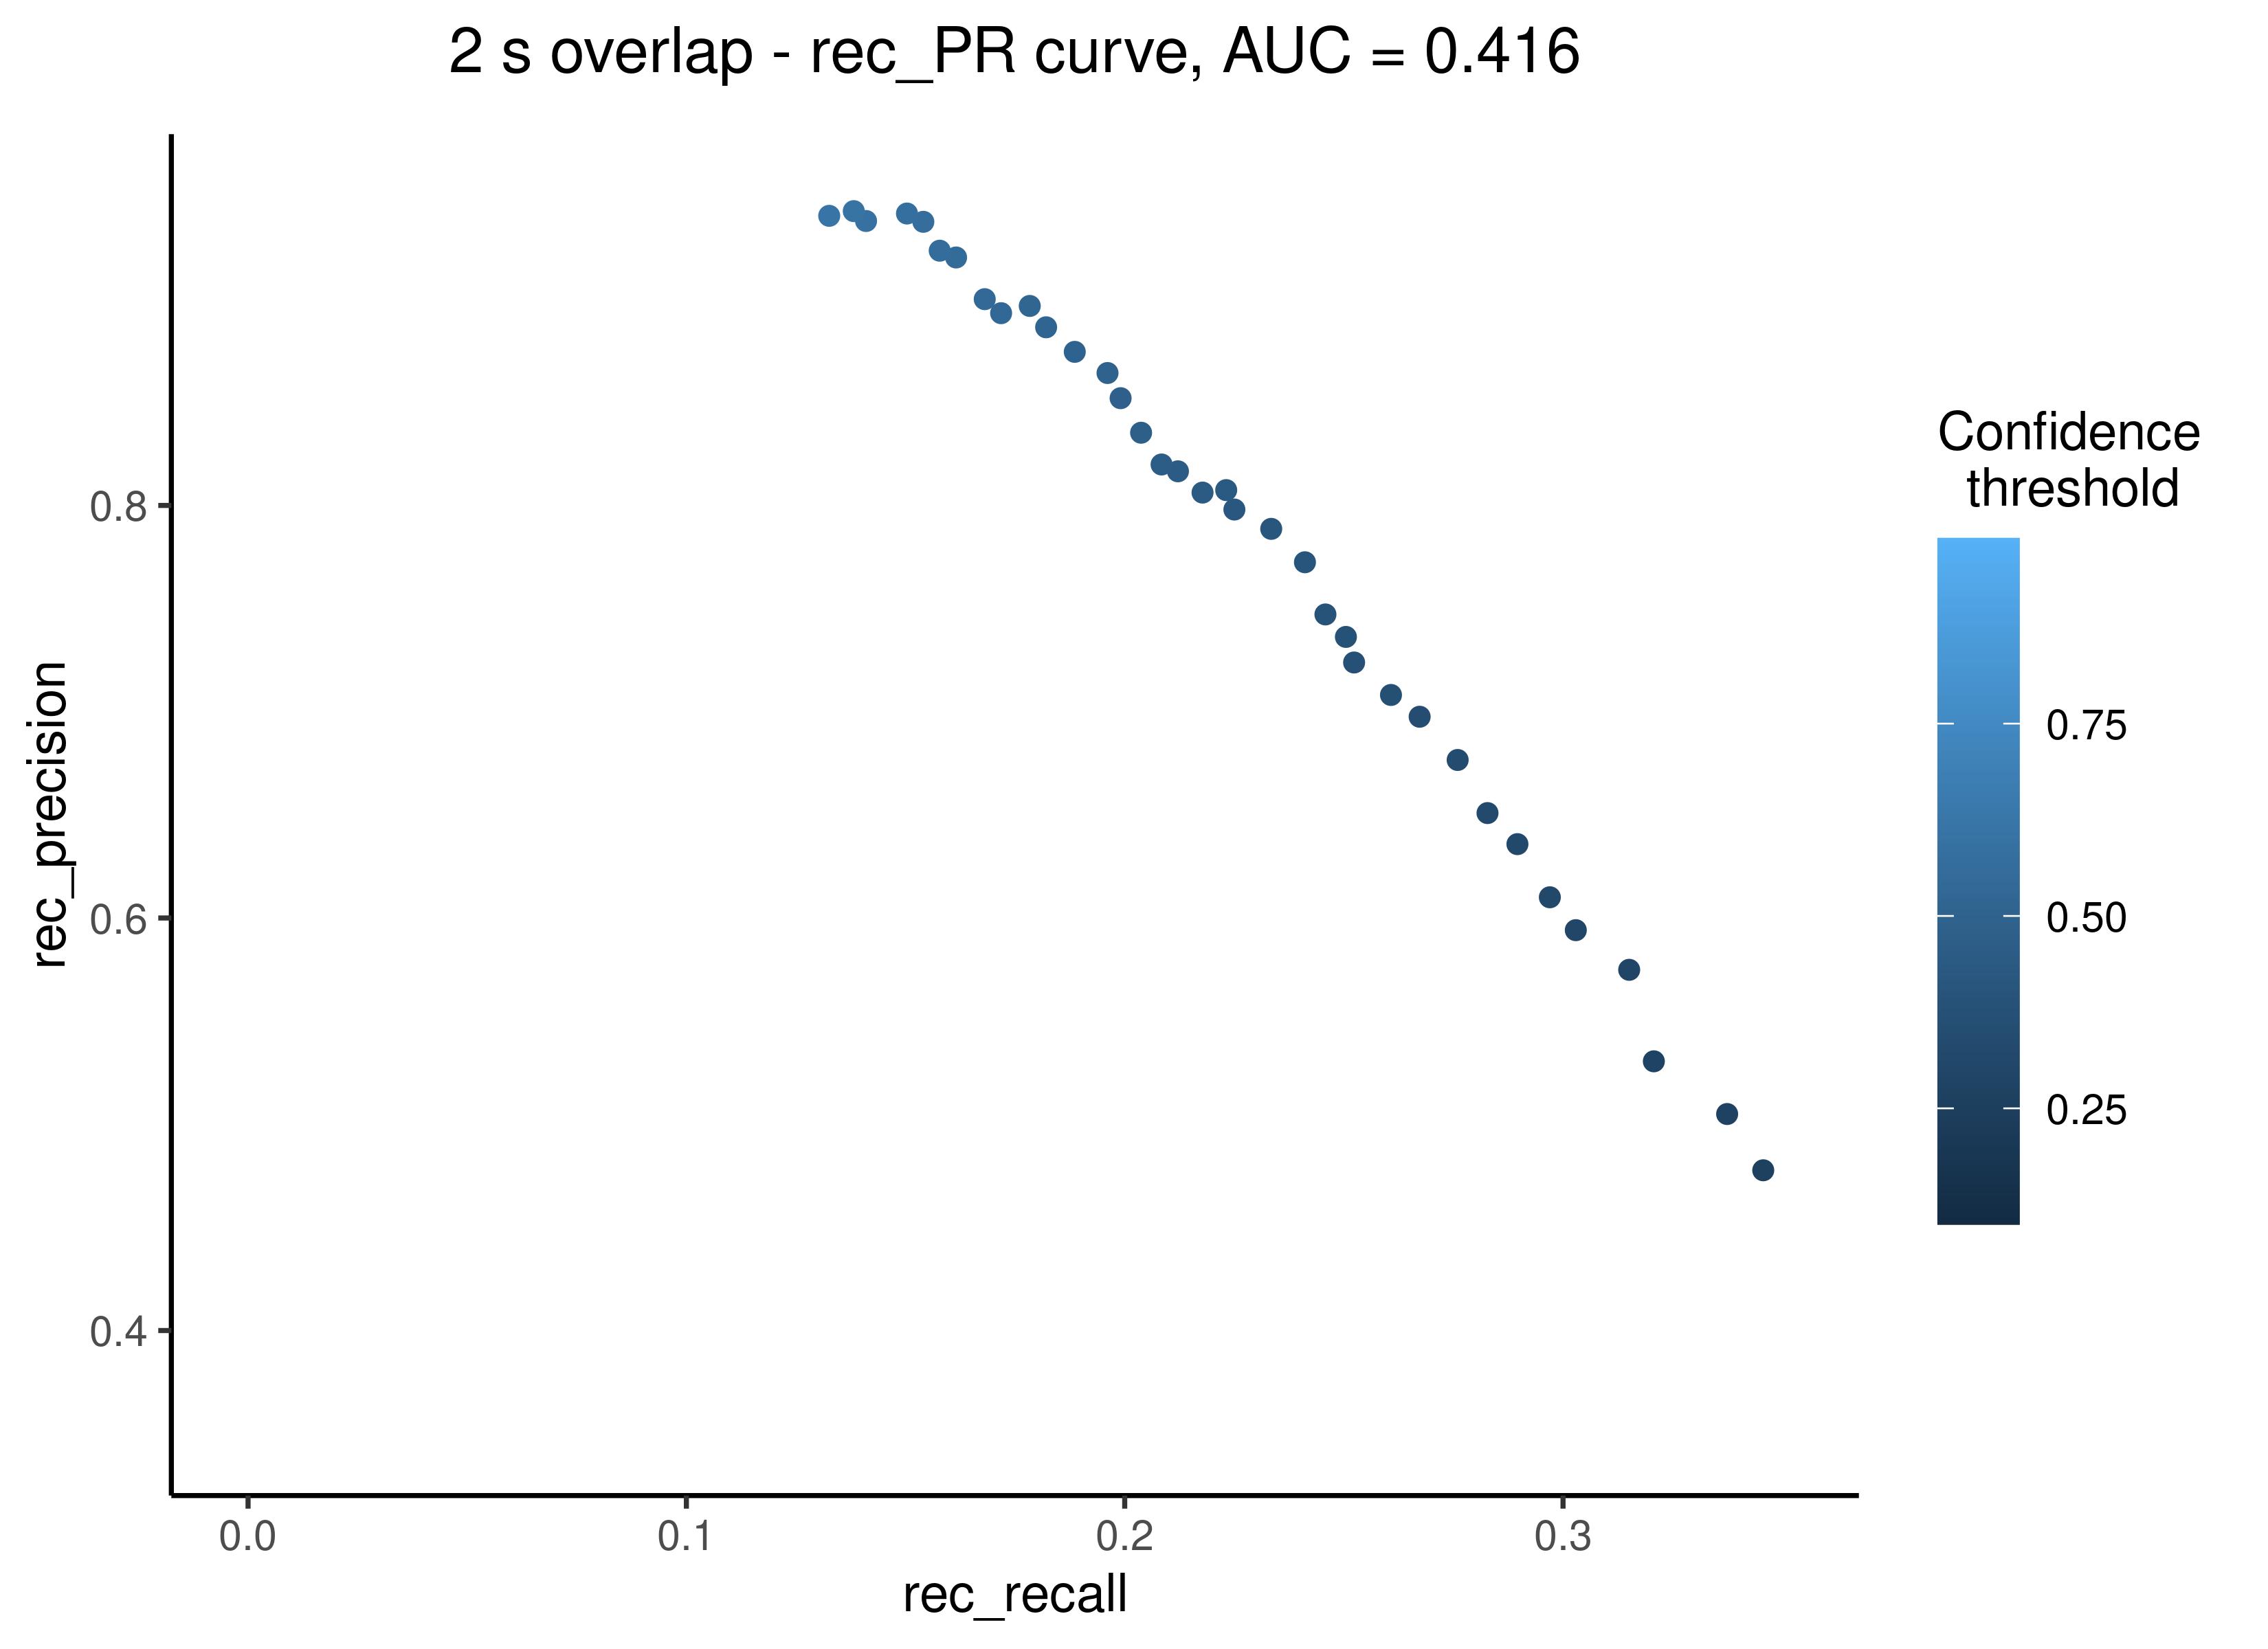 2 s overlap - rec_PR curve, AUC = 0.416
rec_precision
0.8
0.6
0.4
0.0
0.1
0.2
0.3
rec_recall
Confidence
threshold
0.75
0.50
0.25